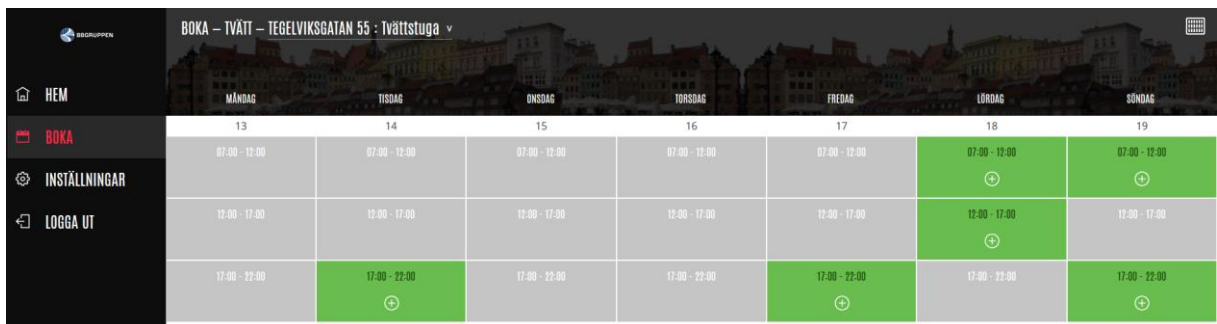 BBGRUPPEN
BOKA – TVÄTT – TEGELVIKSGATAN 55 : Tvättstuga v
HEM
BOKA
INSTÄLLNINGAR
LOGGA UT
MÅNDAG TISDAG ONSDAG TORSDAG FREDAG LÖRDAG SÖNDAG
13 14 15 16 17 18 19
07:00 - 12:00 07:00 - 12:00 07:00 - 12:00 07:00 - 12:00 07:00 - 12:00 07:00 - 12:00 07:00 - 12:00
12:00 - 17:00 12:00 - 17:00 12:00 - 17:00 12:00 - 17:00 12:00 - 17:00 12:00 - 17:00 12:00 - 17:00
17:00 - 22:00 17:00 - 22:00 17:00 - 22:00 17:00 - 22:00 17:00 - 22:00 17:00 - 22:00 17:00 - 22:00